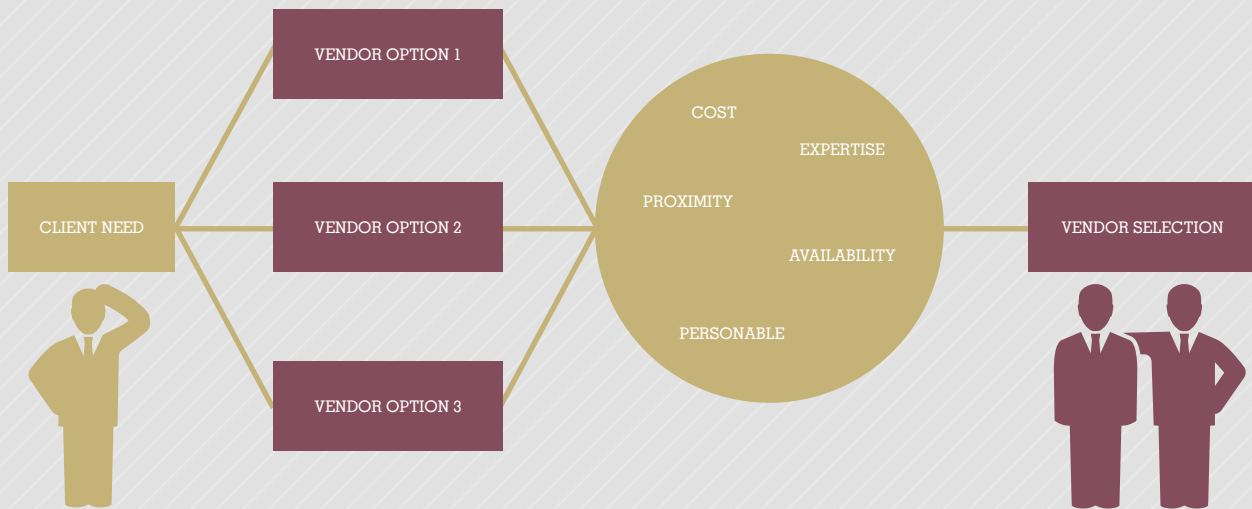 CLIENT NEED
VENDOR OPTION 1
VENDOR OPTION 2
VENDOR OPTION 3
COST
EXPERTISE
PROXIMITY
AVAILABILITY
PERSONABLE
VENDOR SELECTION